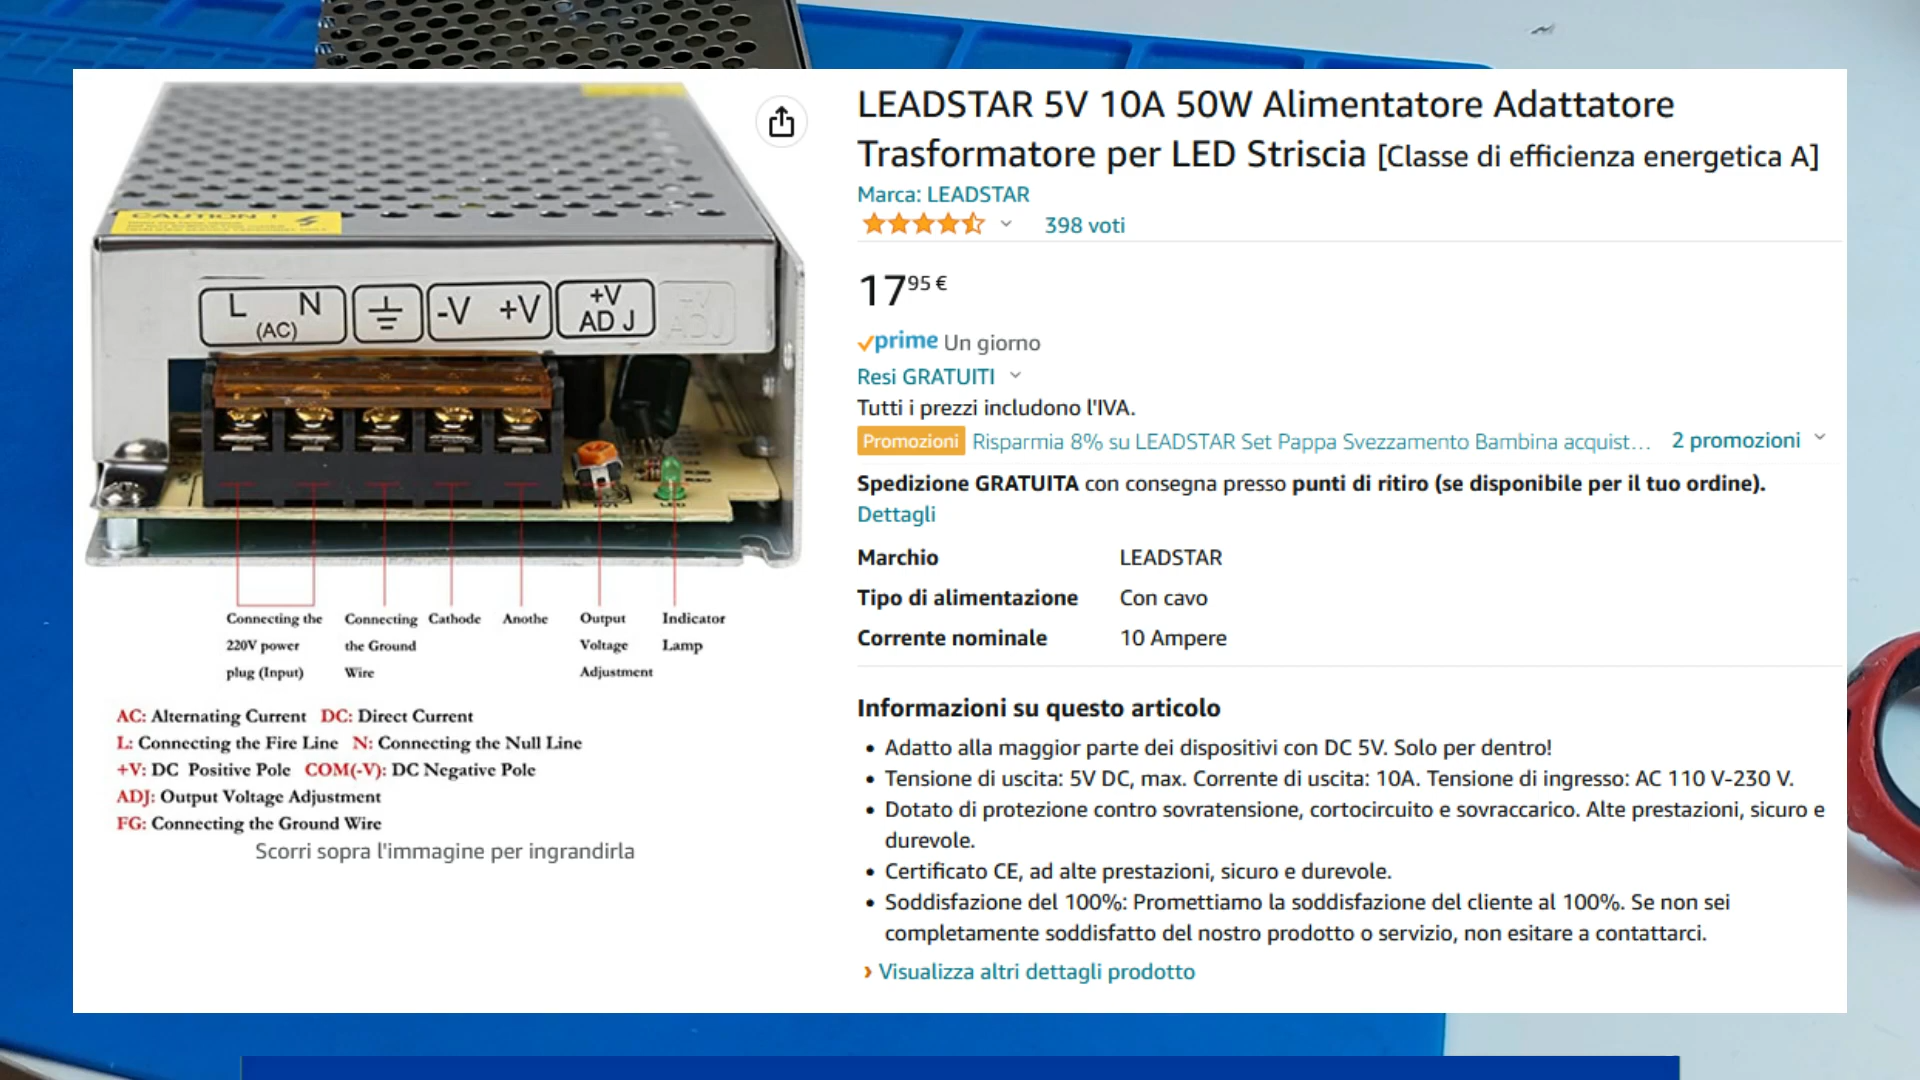 LEADSTAR 5V 10A 50W Alimentatore Adattatore
Trasformatore per LED Striscia [Classe di efficienza energetica A]
Marca: LEADSTAR
398 voti
17 95 €
prime Un giorno
Resi GRATUITI
Tutti i prezzi includono l'IVA.
Promozioni Risparmia 8% su LEADSTAR Set Pappa Svezzamento Bambina acquist... 2 promozioni
Spedizione GRATUITA con consegna presso punti di ritiro (se disponibile per il tuo ordine).
Dettagli
Marchio LEADSTAR
Tipo di alimentazione Con cavo
Corrente nominale 10 Ampere
Informazioni su questo articolo
• Adatto alla maggior parte dei dispositivi con DC 5V. Solo per dentro!
• Tensione di uscita: 5V DC, max. Corrente di uscita: 10A. Tensione di ingresso: AC 110 V-230 V.
• Dotato di protezione contro sovratensione, cortocircuito e sovraccarico. Alte prestazioni, sicuro e
durevole.
• Certificato CE, ad alte prestazioni, sicuro e durevole.
• Soddisfazione del 100%: Promettiamo la soddisfazione del cliente al 100%. Se non sei
completamente soddisfatto del nostro prodotto o servizio, non esitare a contattarci.
› Visualizza altri dettagli prodotto
CAUTION !
L N
(AC)
-V +V
+V
ADJ
+V
ADJ
LED
Connecting the
220V power
plug (Input)
Connecting
the Ground
Wire
Cathode
Anothe
Output
Voltage
Adjustment
Indicator
Lamp
AC: Alternating Current DC: Direct Current
L: Connecting the Fire Line N: Connecting the Null Line
+V: DC Positive Pole COM(-V): DC Negative Pole
ADJ: Output Voltage Adjustment
FG: Connecting the Ground Wire
Scorri sopra l'immagine per ingrandirla